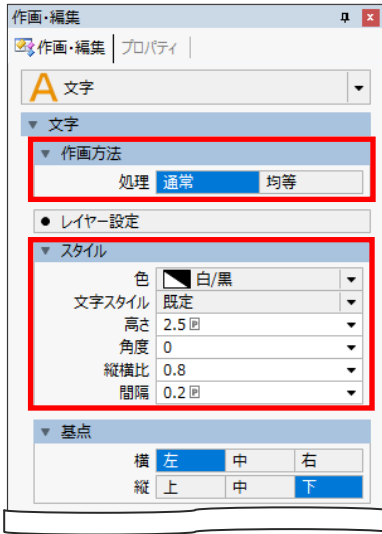 作画・編集
作画・編集 プロパティ
A 文字
文字
作画方法
処理 通常 均等
レイヤー設定
スタイル
色 白/黒
文字スタイル 既定
高さ 2.5 P
角度 0
縦横比 0.8
間隔 0.2 P
基点
横 左 中 右
縦 上 中 下